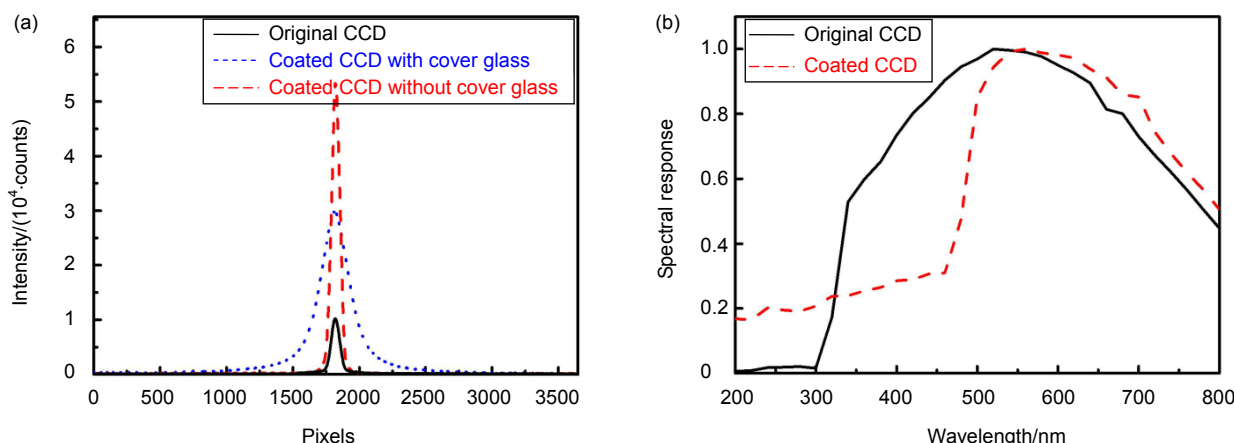 (a)
Original CCD
Coated CCD with cover glass
Coated CCD without cover glass
Intensity/(10⁴·counts)
6
5
4
3
2
1
0
0 500 1000 1500 2000 2500 3000 3500
Pixels
(b)
Original CCD
Coated CCD
Spectral response
1.0
0.8
0.6
0.4
0.2
0
200 300 400 500 600 700 800
Wavelength/nm